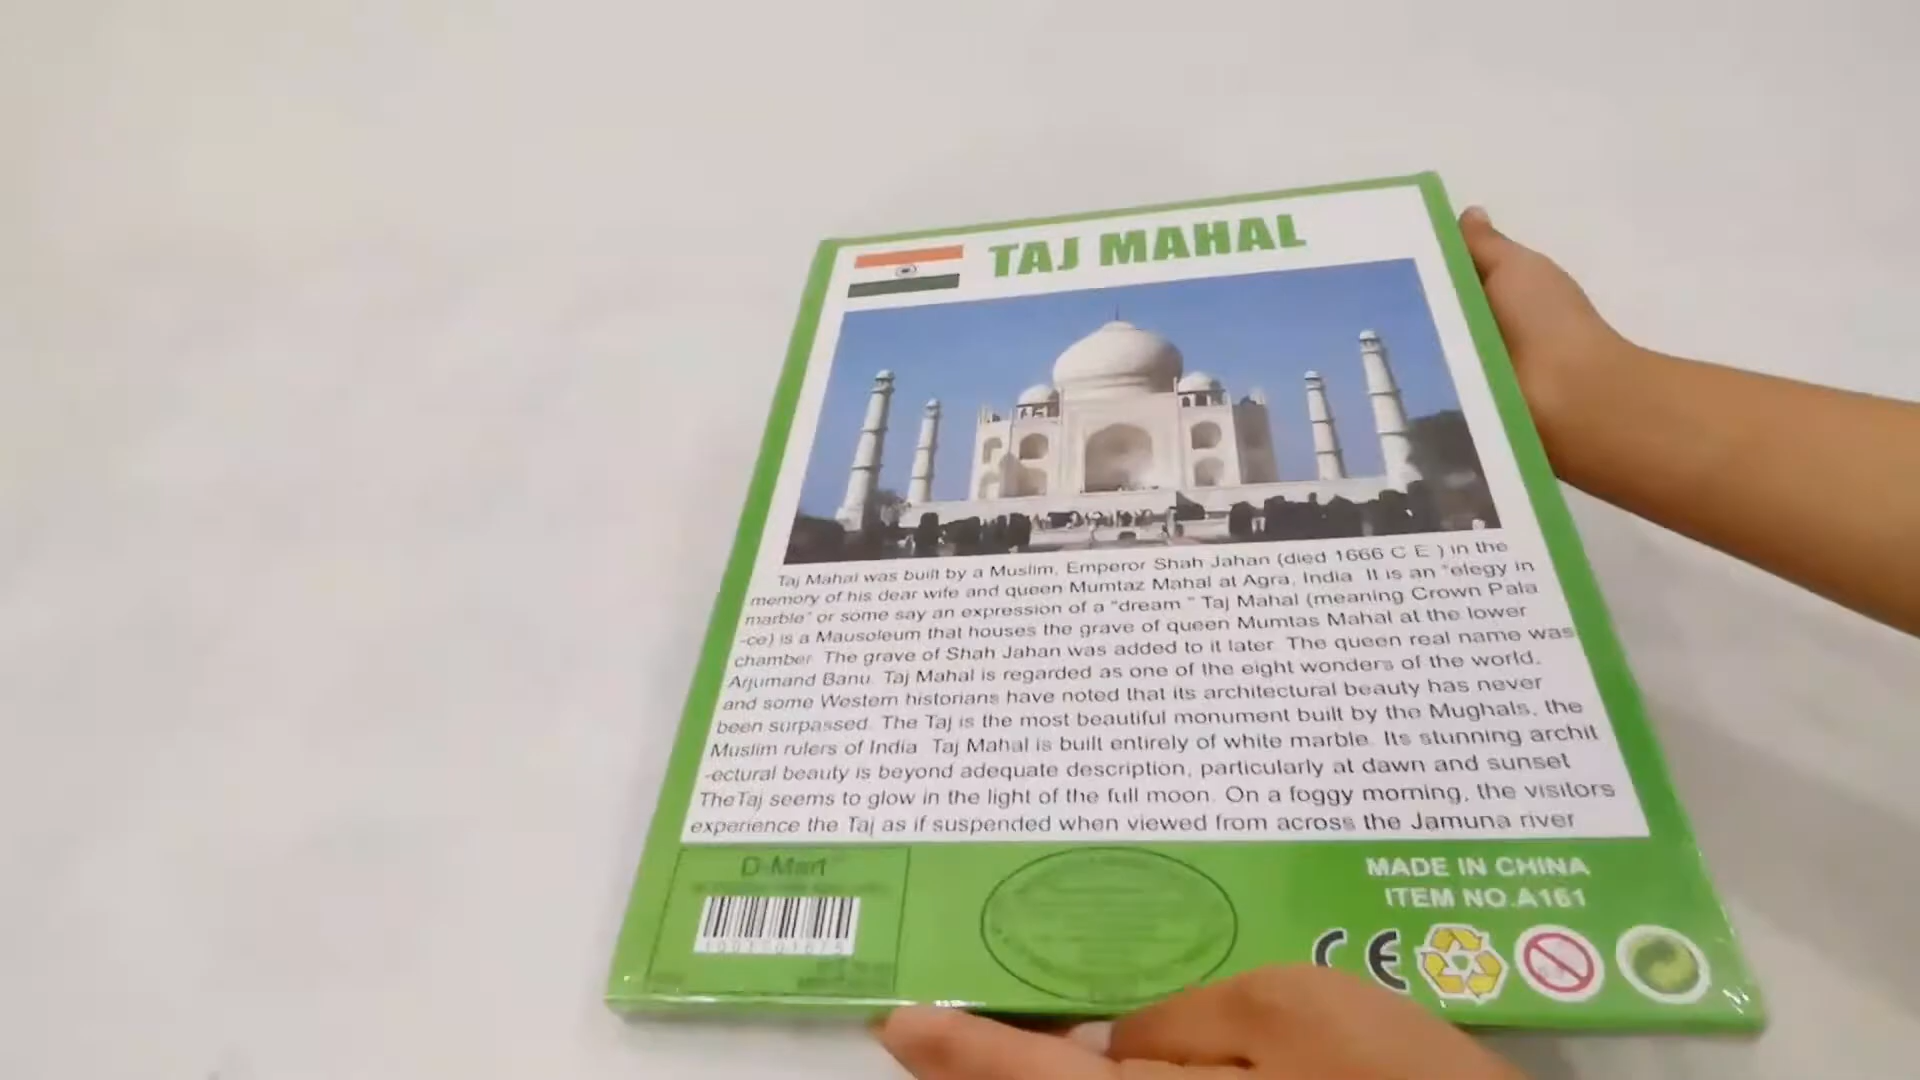 TAJ MAHAL
Taj Mahal was built by a Muslim, Emperor Shah Jahan (died 1666 C E ) in the
memory of his dear wife and queen Mumtaz Mahal at Agra, India It is an "elegy in
marble" or some say an expression of a "dream " Taj Mahal (meaning Crown Pala
-ce) is a Mausoleum that houses the grave of queen Mumtas Mahal at the lower
chamber. The grave of Shah Jahan was added to it later The queen real name was
Arjumand Banu. Taj Mahal is regarded as one of the eight wonders of the world,
and some Western historians have noted that its architectural beauty has never
been surpassed. The Taj is the most beautiful monument built by the Mughals, the
Muslim rulers of India Taj Mahal is built entirely of white marble. Its stunning archit
-ectural beauty is beyond adequate description, particularly at dawn and sunset
TheTaj seems to glow in the light of the full moon. On a foggy morning, the visitors
experience the Taj as if suspended when viewed from across the Jamuna river
D-Mart
MADE IN CHINA
ITEM NO.A161
CE